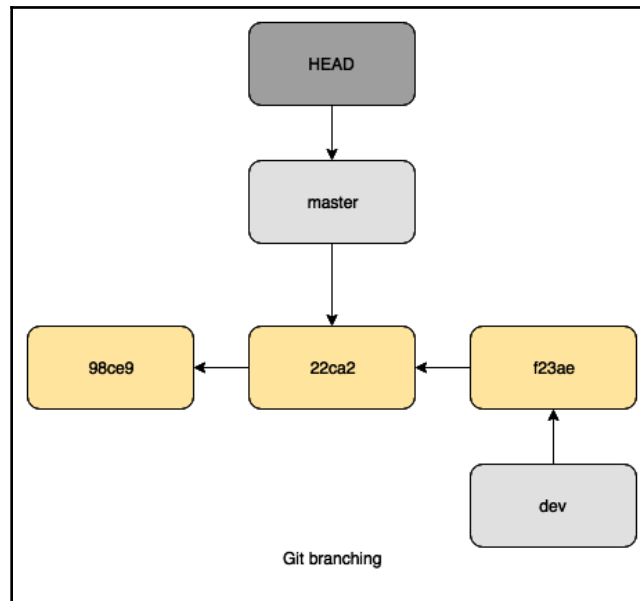 HEAD
master
98ce9
22ca2
f23ae
dev
Git branching